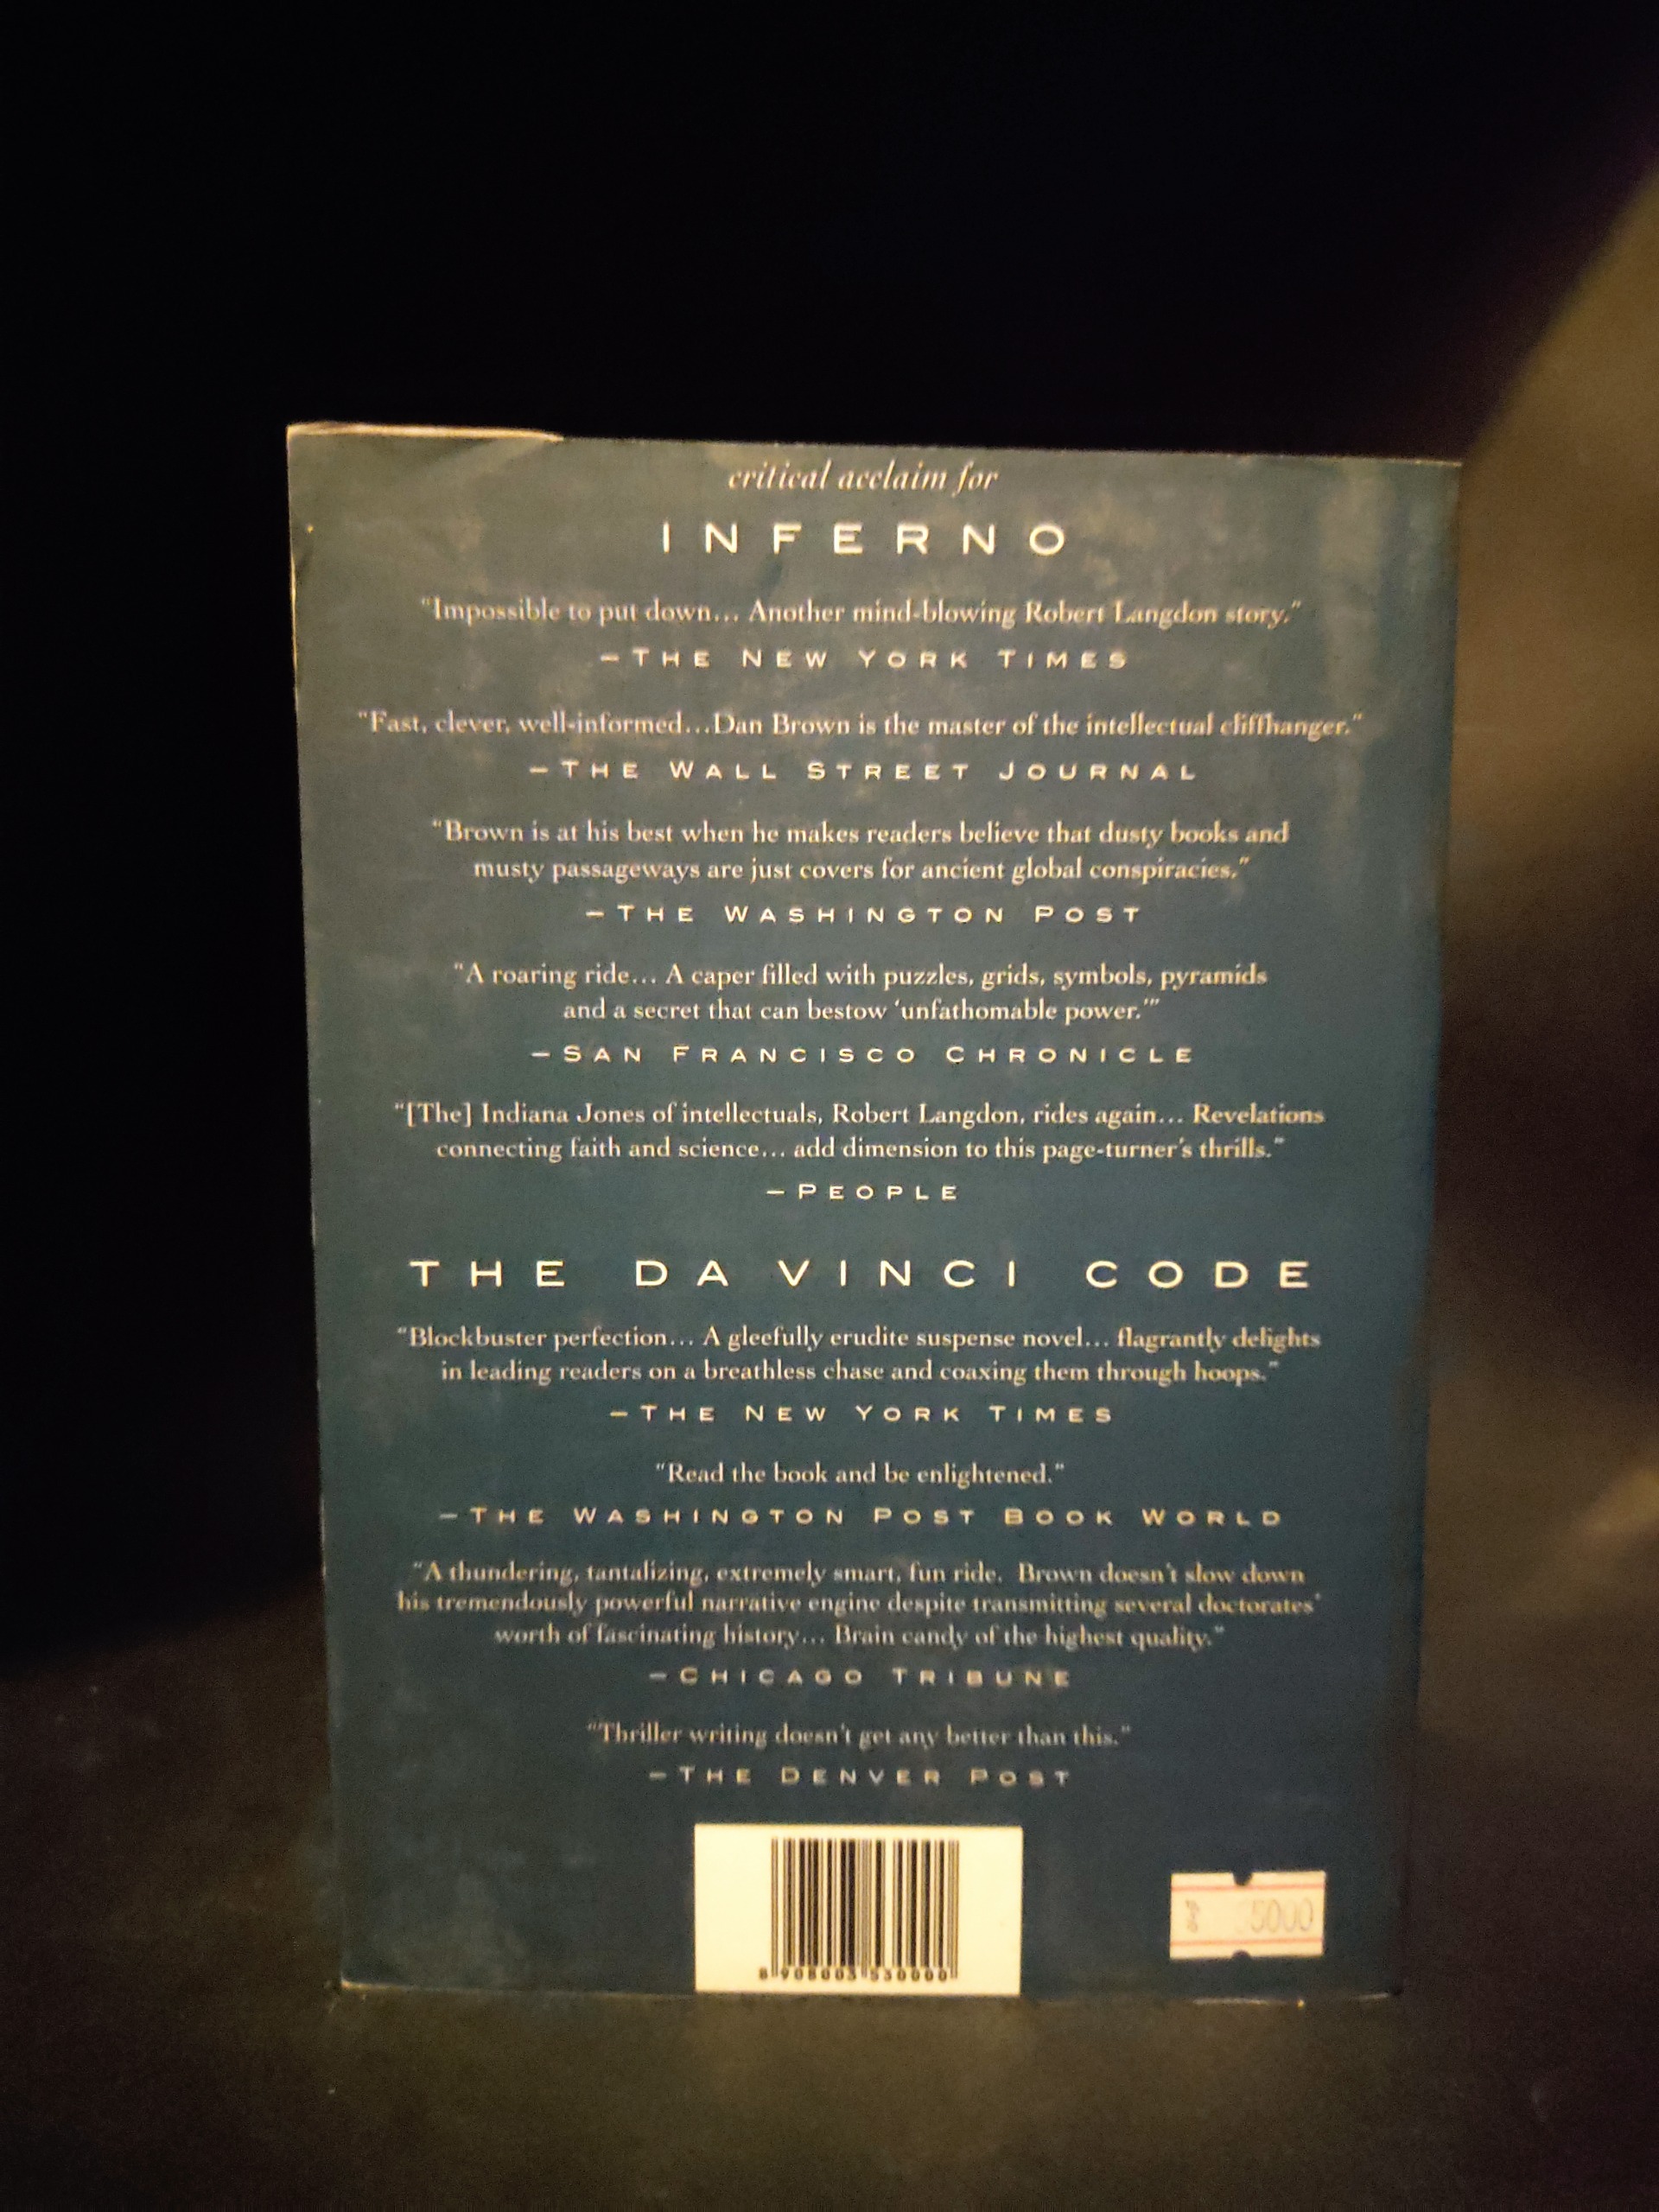 critical acclaim for
INFERNO
"Impossible to put down... Another mind-blowing Robert Langdon story."
—THE NEW YORK TIMES
"Fast, clever, well-informed...Dan Brown is the master of the intellectual cliffhanger."
—THE WALL STREET JOURNAL
"Brown is at his best when he makes readers believe that dusty books and
musty passageways are just covers for ancient global conspiracies."
—THE WASHINGTON POST
"A roaring ride... A caper filled with puzzles, grids, symbols, pyramids
and a secret that can bestow 'unfathomable power.'"
—SAN FRANCISCO CHRONICLE
"[The] Indiana Jones of intellectuals, Robert Langdon, rides again... Revelations
connecting faith and science... add dimension to this page-turner's thrills."
—PEOPLE
THE DA VINCI CODE
"Blockbuster perfection... A gleefully erudite suspense novel... flagrantly delights
in leading readers on a breathless chase and coaxing them through hoops."
—THE NEW YORK TIMES
"Read the book and be enlightened."
—THE WASHINGTON POST BOOK WORLD
"A thundering, tantalizing, extremely smart, fun ride. Brown doesn't slow down
his tremendously powerful narrative engine despite transmitting several doctorates'
worth of fascinating history... Brain candy of the highest quality."
—CHICAGO TRIBUNE
"Thriller writing doesn't get any better than this."
—THE DENVER POST
5000